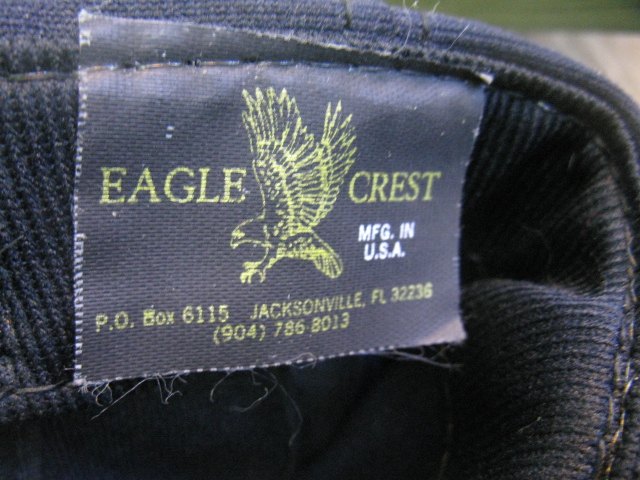 EAGLE CREST
MFG. IN
U.S.A.
P.O. Box 6115 JACKSONVILLE, FL 32236
(904) 786-8013